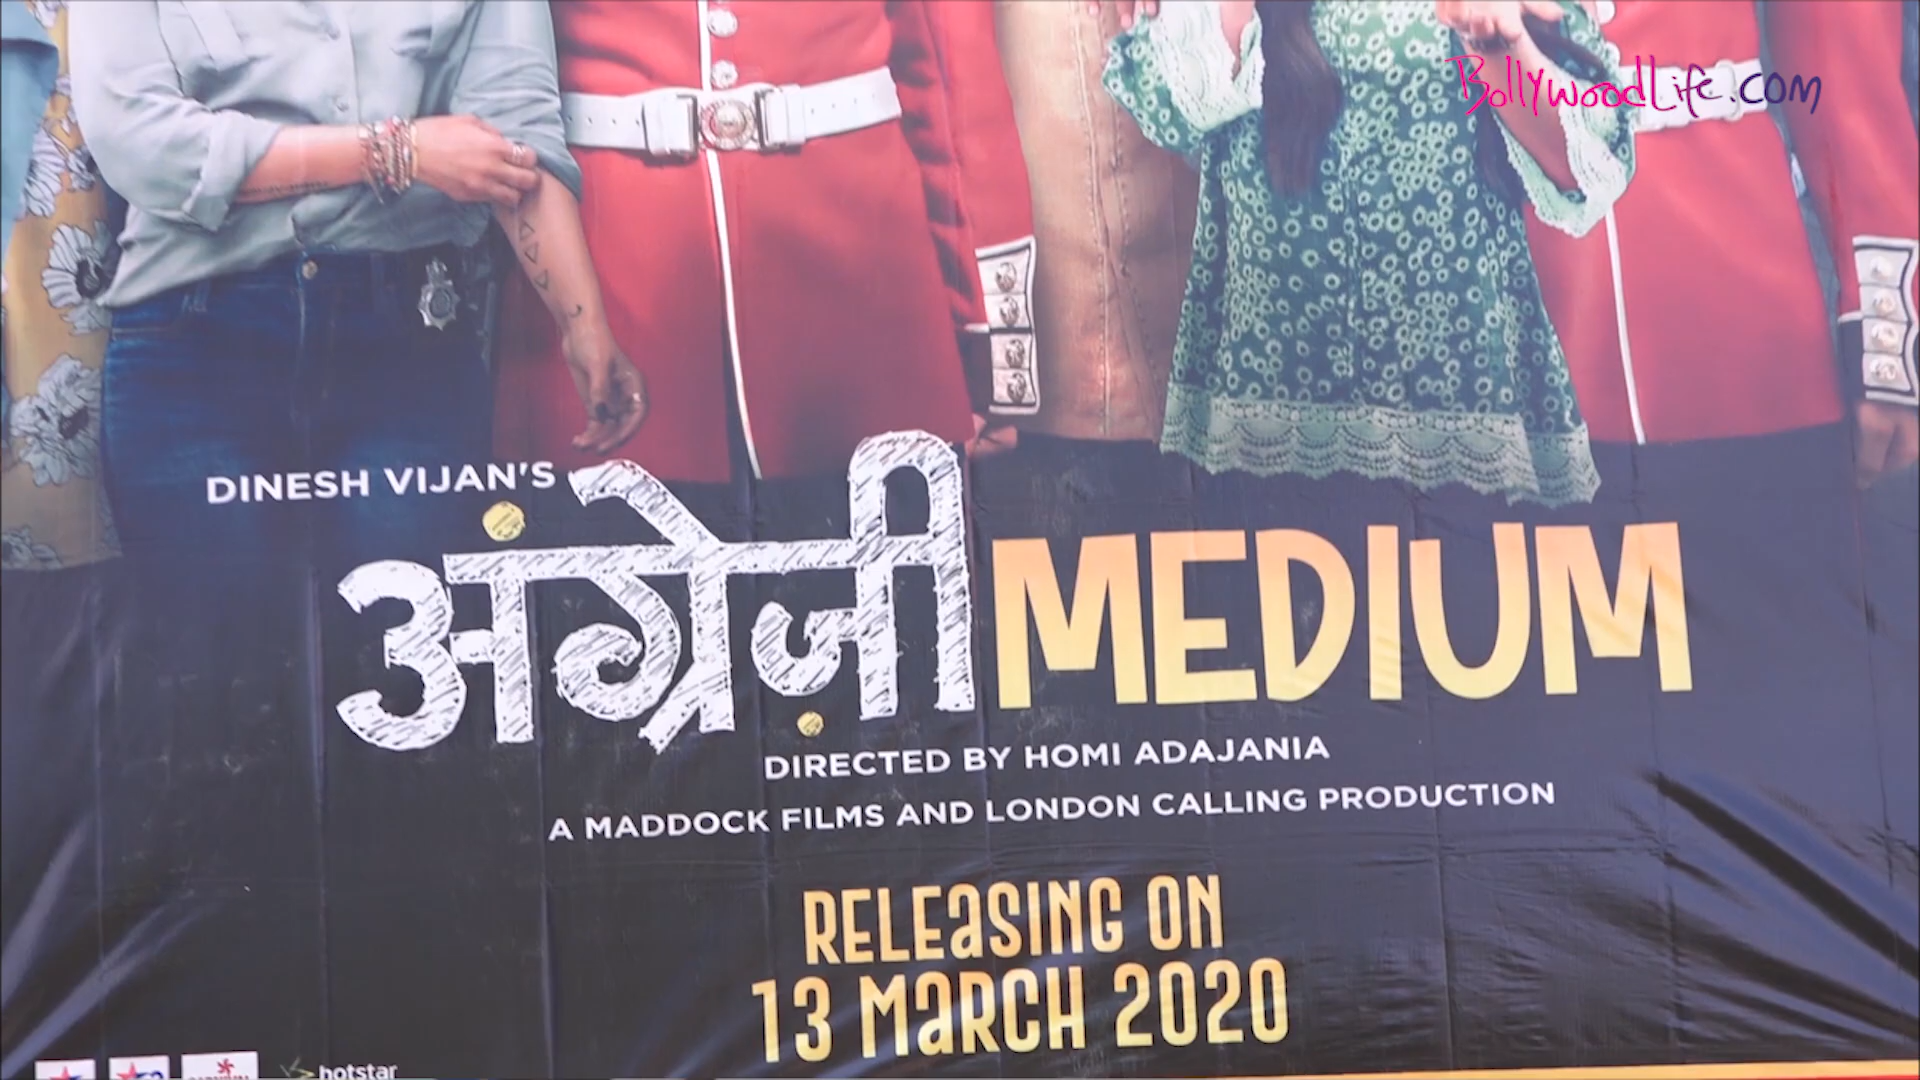 BollywoodLife.com
DINESH VIJAN'S
अंग्रेज़ी MEDIUM
DIRECTED BY HOMI ADAJANIA
A MADDOCK FILMS AND LONDON CALLING PRODUCTION
RELEASING ON
13 MARCH 2020
hotstar